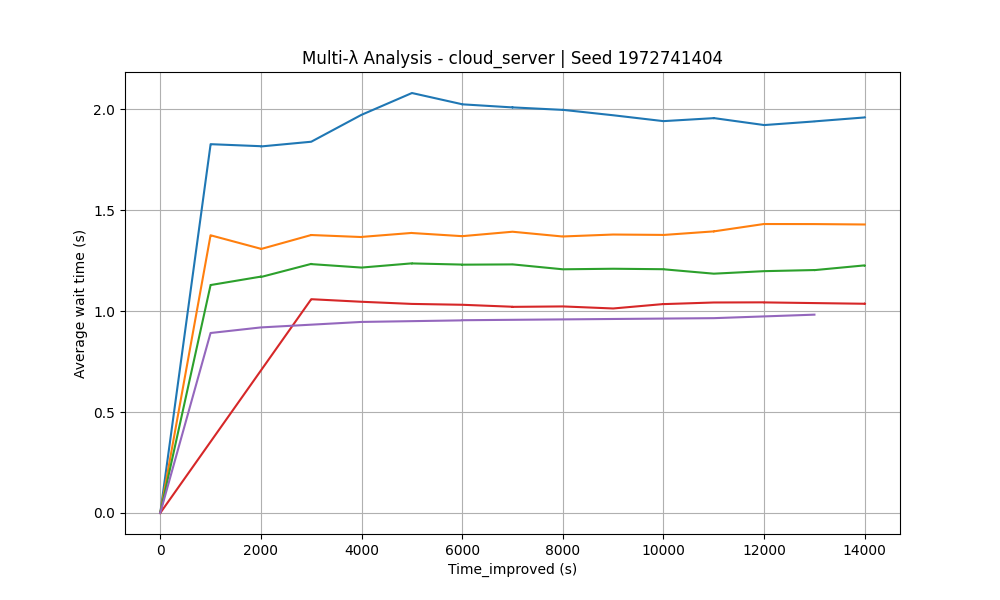 Multi-λ Analysis - cloud_server | Seed 1972741404
2.0
1.5
1.0
0.5
0.0
Average wait time (s)
0 2000 4000 6000 8000 10000 12000 14000
Time_improved (s)